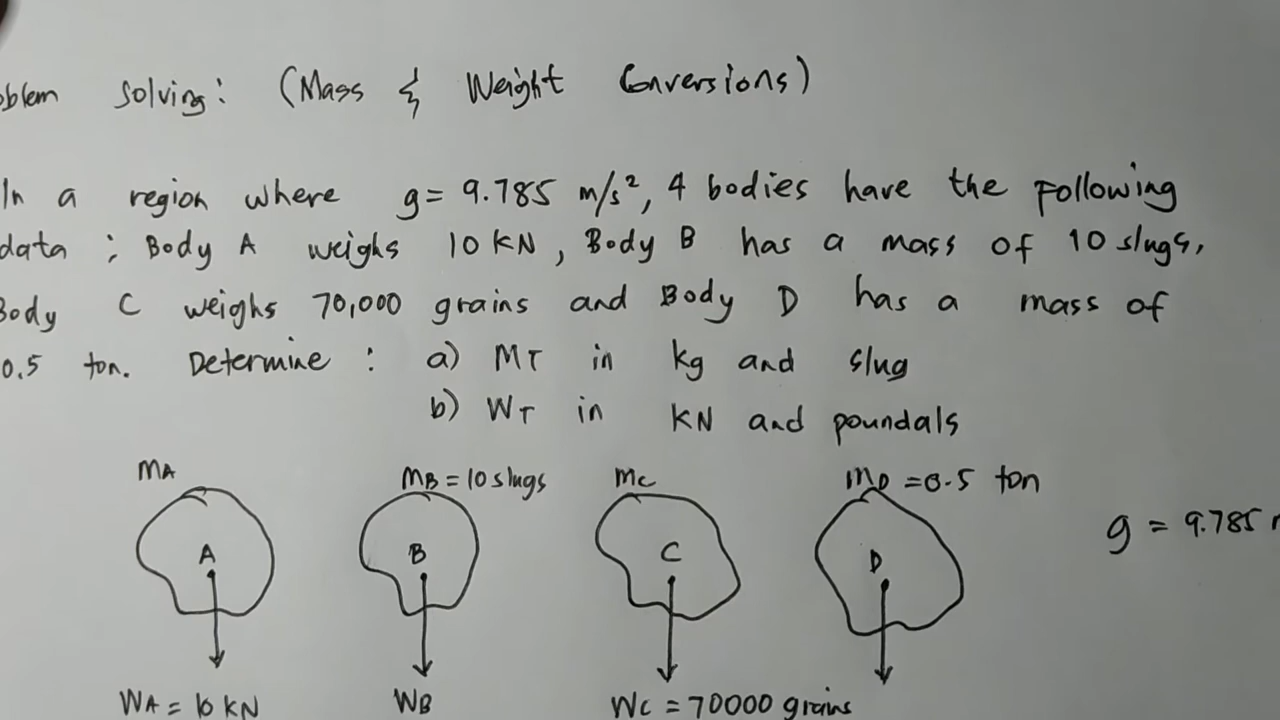 oblem solving: (Mass & Weight Conversions)
In a region where g= 9.785 m/s², 4 bodies have the following
data ; Body A weighs 10 KN, Body B has a mass of 10 slugs,
Body C weighs 70,000 grains and Body D has a mass of
0.5 ton. Determine : a) MT in kg and slug
b) WT in KN and poundals
MA MB = 10 slugs MC MD = 0.5 ton
g = 9.785
A B C D
WA = 10 KN WB WC = 70000 grains